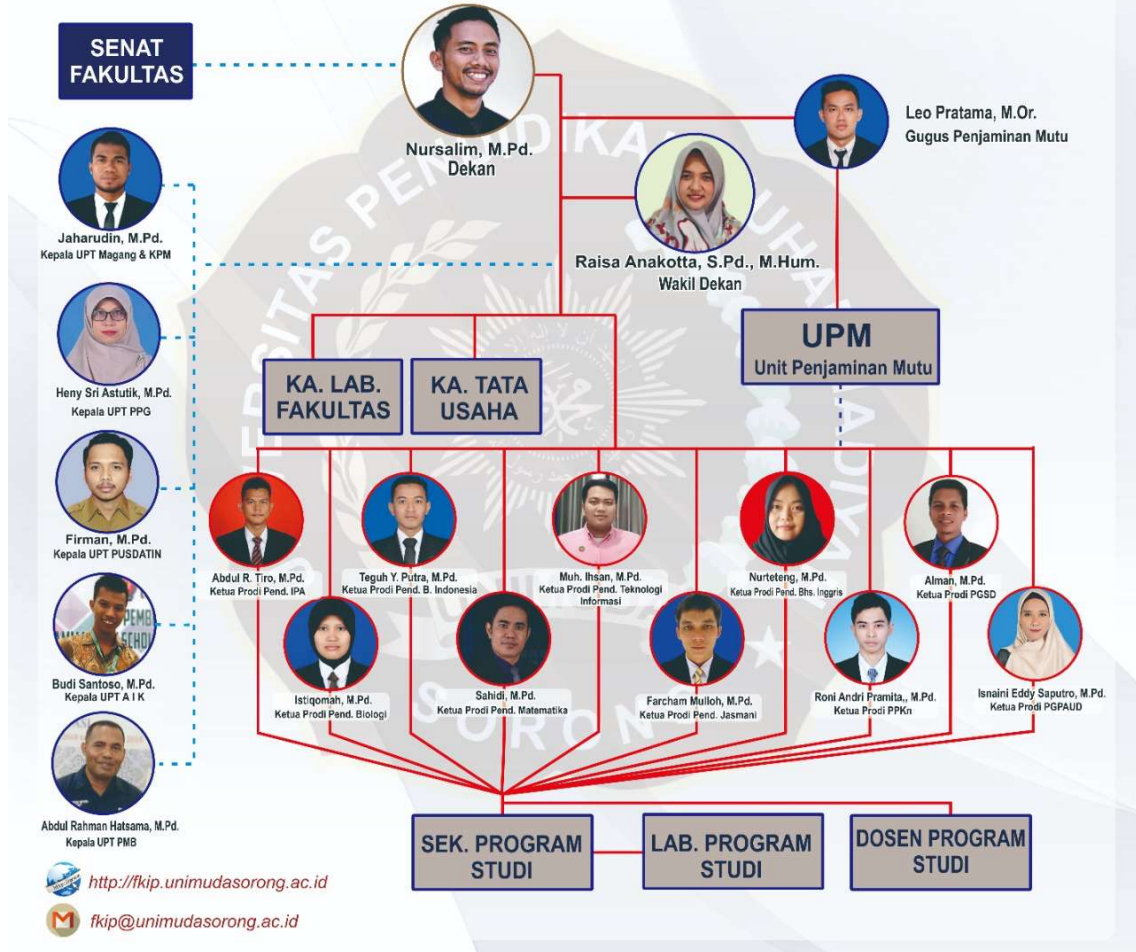 SENAT
FAKULTAS
Nursalim, M.Pd.
Dekan
Leo Pratama, M.Or.
Gugus Penjaminan Mutu
Raisa Anakotta, S.Pd., M.Hum.
Wakil Dekan
Jaharudin, M.Pd.
Kepala UPT Magang & KPM
Heny Sri Astutik, M.Pd.
Kepala UPT PPG
Firman, M.Pd.
Kepala UPT PUSDATIN
Budi Santoso, M.Pd.
Kepala UPT A I K
Abdul Rahman Hatsama, M.Pd.
Kepala UPT PMB
UPM
Unit Penjaminan Mutu
KA. LAB.
FAKULTAS
KA. TATA
USAHA
Abdul R. Tiro, M.Pd.
Ketua Prodi Pend. IPA
Teguh Y. Putra, M.Pd.
Ketua Prodi Pend. B. Indonesia
Muh. Ihsan, M.Pd.
Ketua Prodi Pend. Teknologi
Informasi
Nurteteng, M.Pd.
Ketua Prodi Pend. Bhs. Inggris
Alman, M.Pd.
Ketua Prodi PGSD
Istiqomah, M.Pd.
Ketua Prodi Pend. Biologi
Sahidi, M.Pd.
Ketua Prodi Pend. Matematika
Farcham Mulloh, M.Pd.
Ketua Prodi Pend. Jasmani
Roni Andri Pramita,, M.Pd.
Ketua Prodi PPKn
Isnaini Eddy Saputro, M.Pd.
Ketua Prodi PGPAUD
SEK. PROGRAM
STUDI
LAB. PROGRAM
STUDI
DOSEN PROGRAM
STUDI
http://fkip.unimudasorong.ac.id
fkip@unimudasorong.ac.id
SORONG